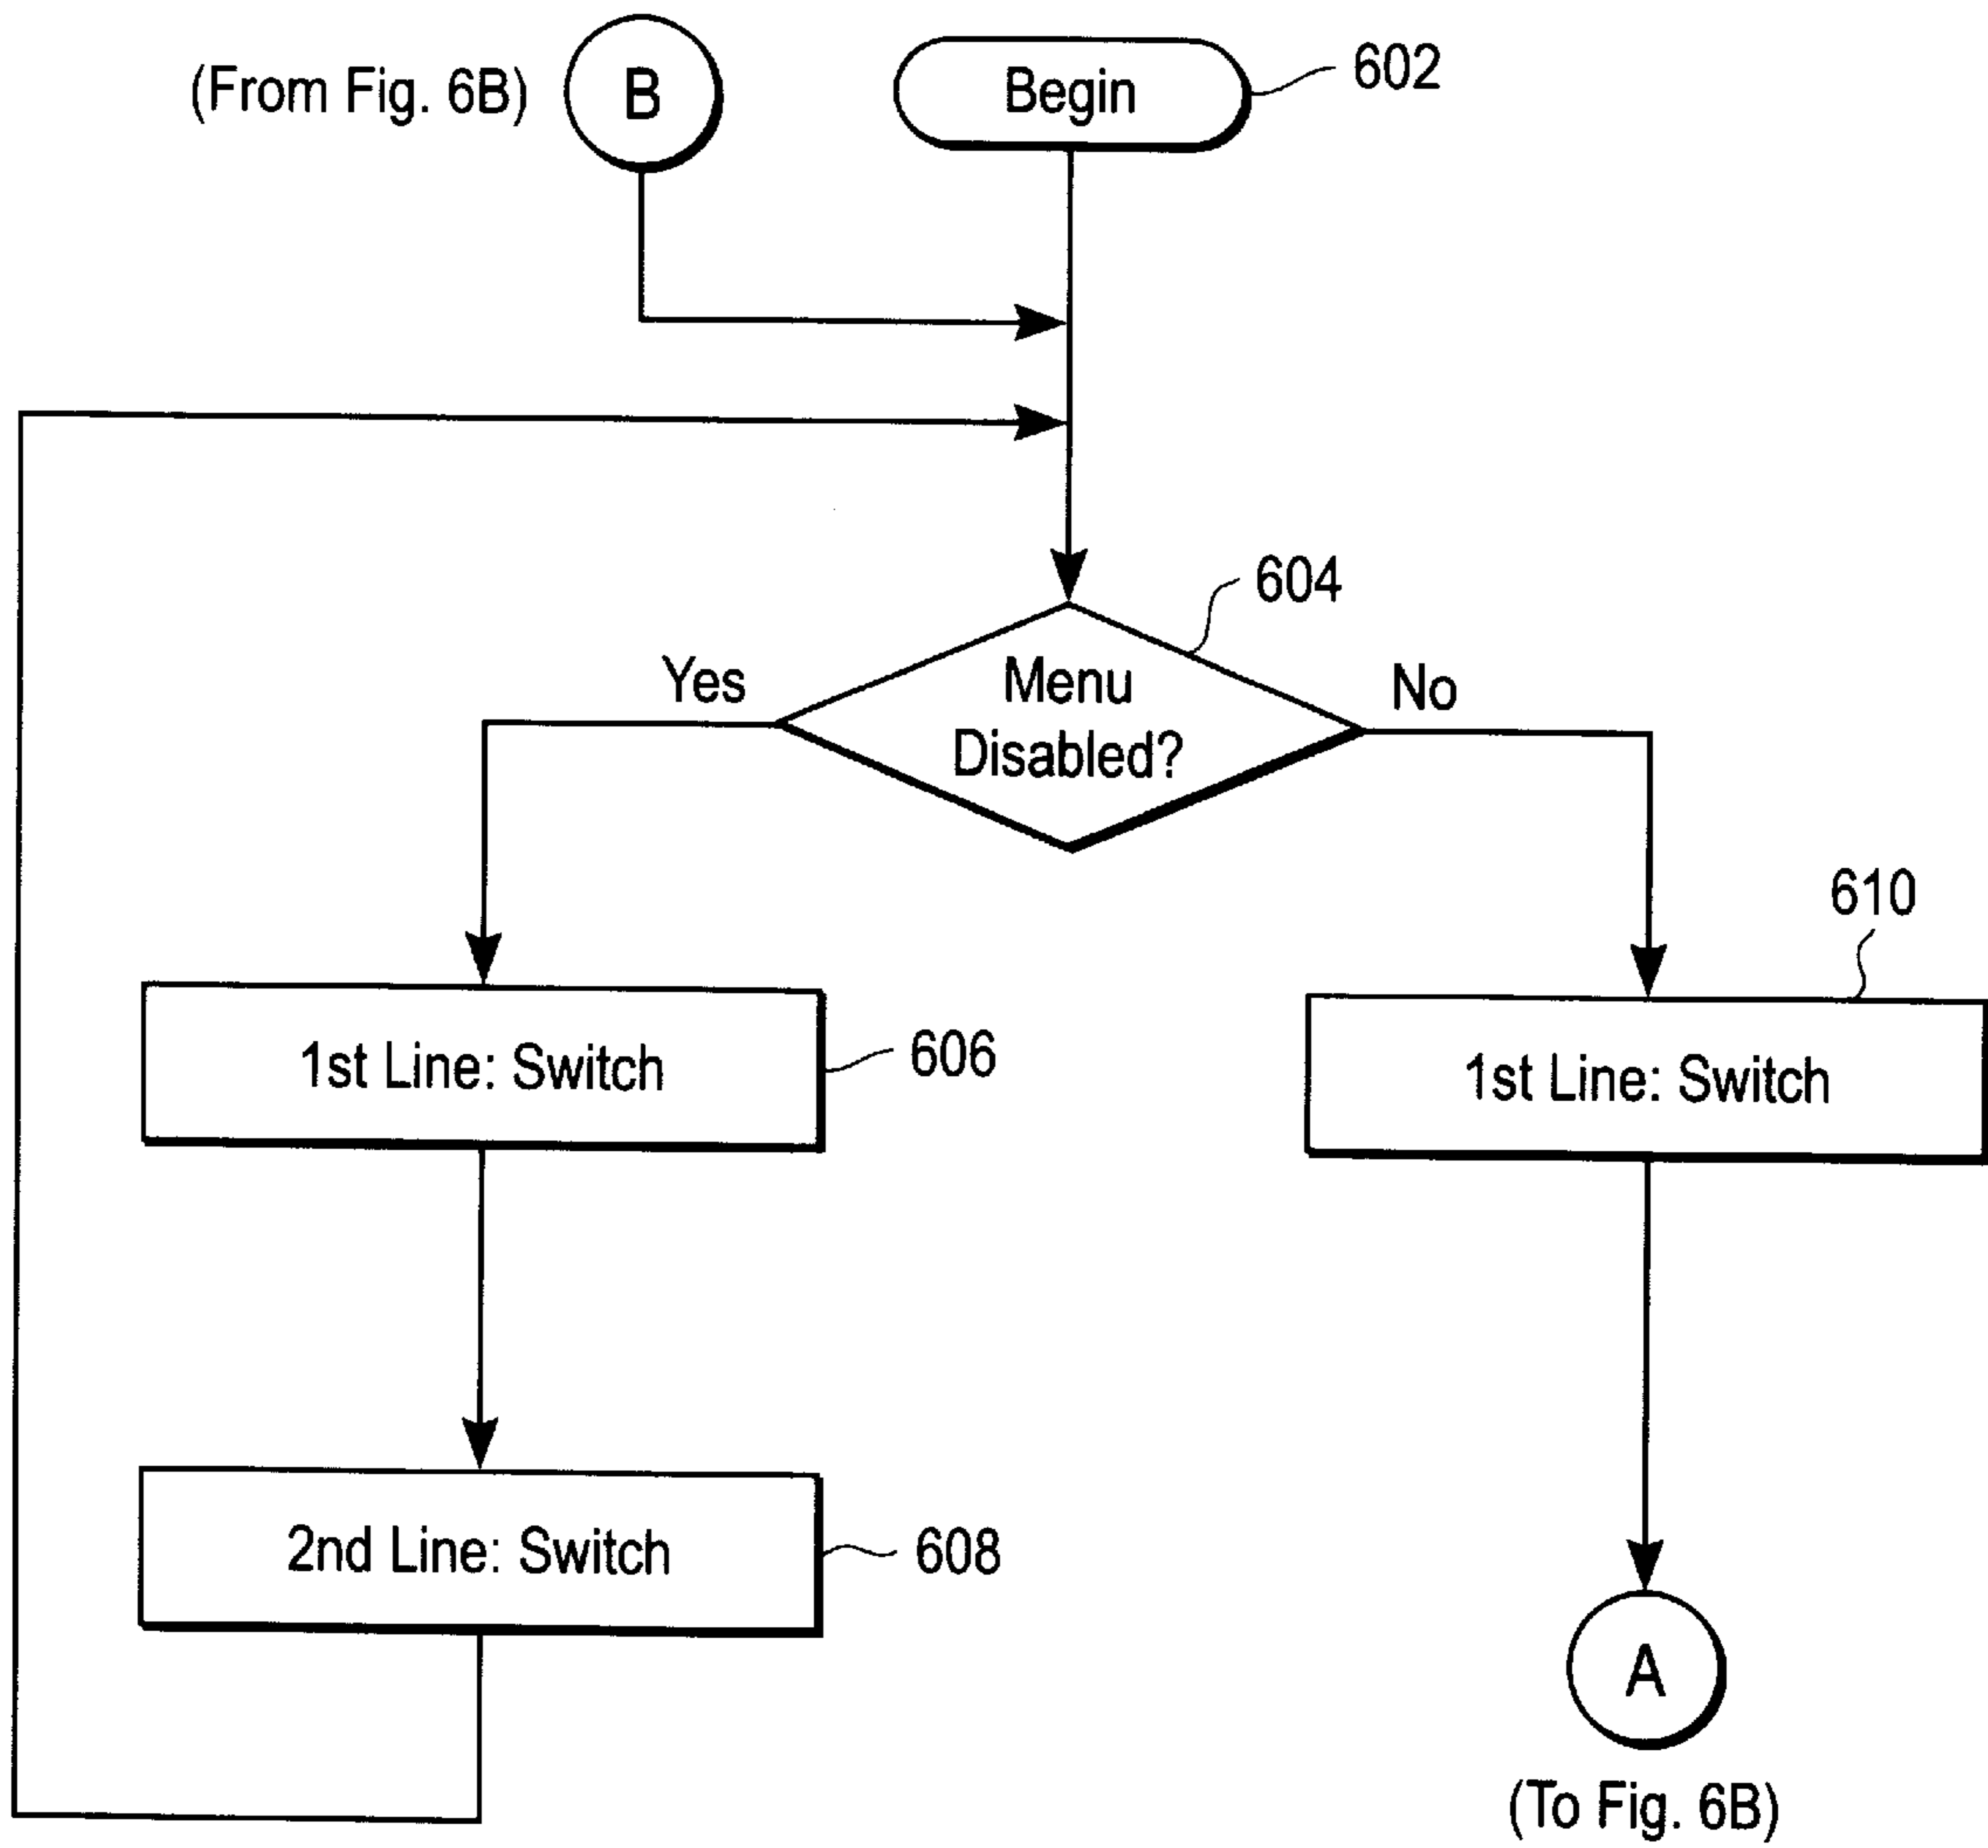 (From Fig. 6B)
B
Begin
602
604
Yes
Menu
Disabled?
No
610
1st Line: Switch
606
1st Line: Switch
2nd Line: Switch
608
A
(To Fig. 6B)